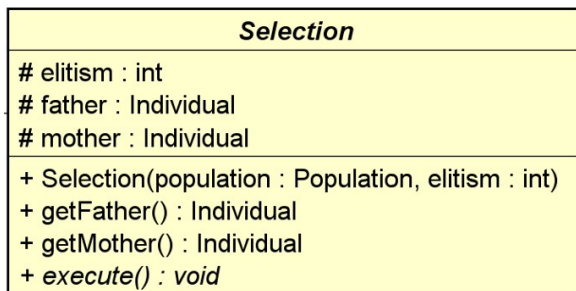 Selection
# elitism : int
# father : Individual
# mother : Individual
+ Selection(population : Population, elitism : int)
+ getFather() : Individual
+ getMother() : Individual
+ execute() : void